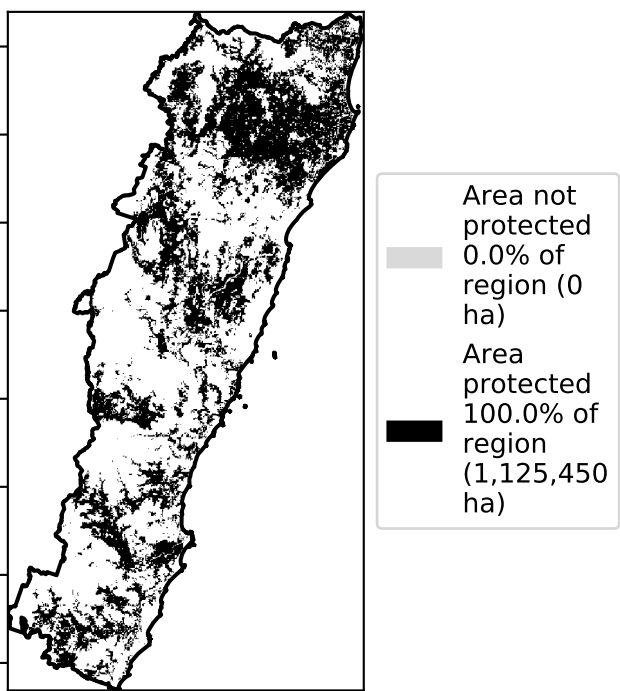 Area not
protected
0.0% of
region (0
ha)
Area
protected
100.0% of
region
(1,125,450
ha)